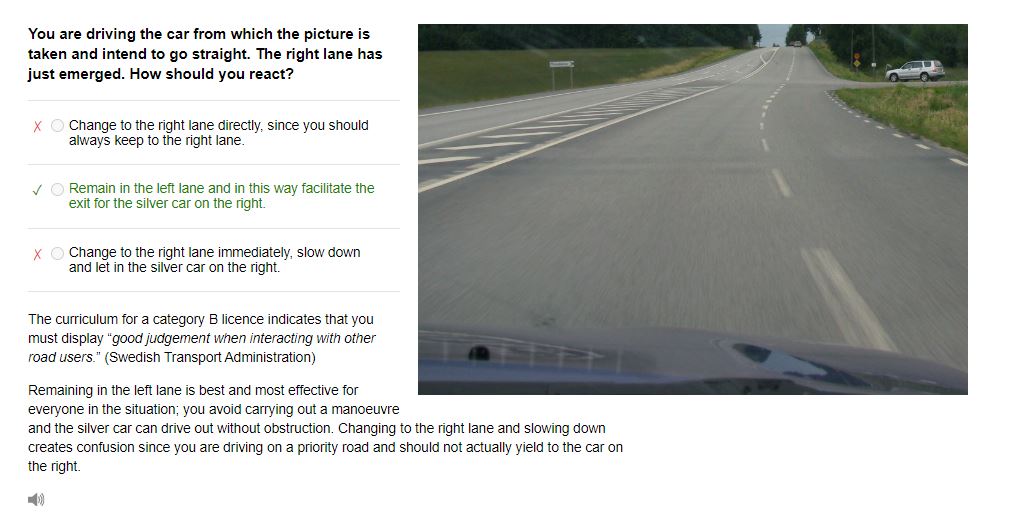 You are driving the car from which the picture is
taken and intend to go straight. The right lane has
just emerged. How should you react?
Change to the right lane directly, since you should
always keep to the right lane.
Remain in the left lane and in this way facilitate the
exit for the silver car on the right.
Change to the right lane immediately, slow down
and let in the silver car on the right.
The curriculum for a category B licence indicates that you
must display “good judgement when interacting with other
road users.” (Swedish Transport Administration)
Remaining in the left lane is best and most effective for
everyone in the situation; you avoid carrying out a manoeuvre
and the silver car can drive out without obstruction. Changing to the right lane and slowing down
creates confusion since you are driving on a priority road and should not actually yield to the car on
the right.